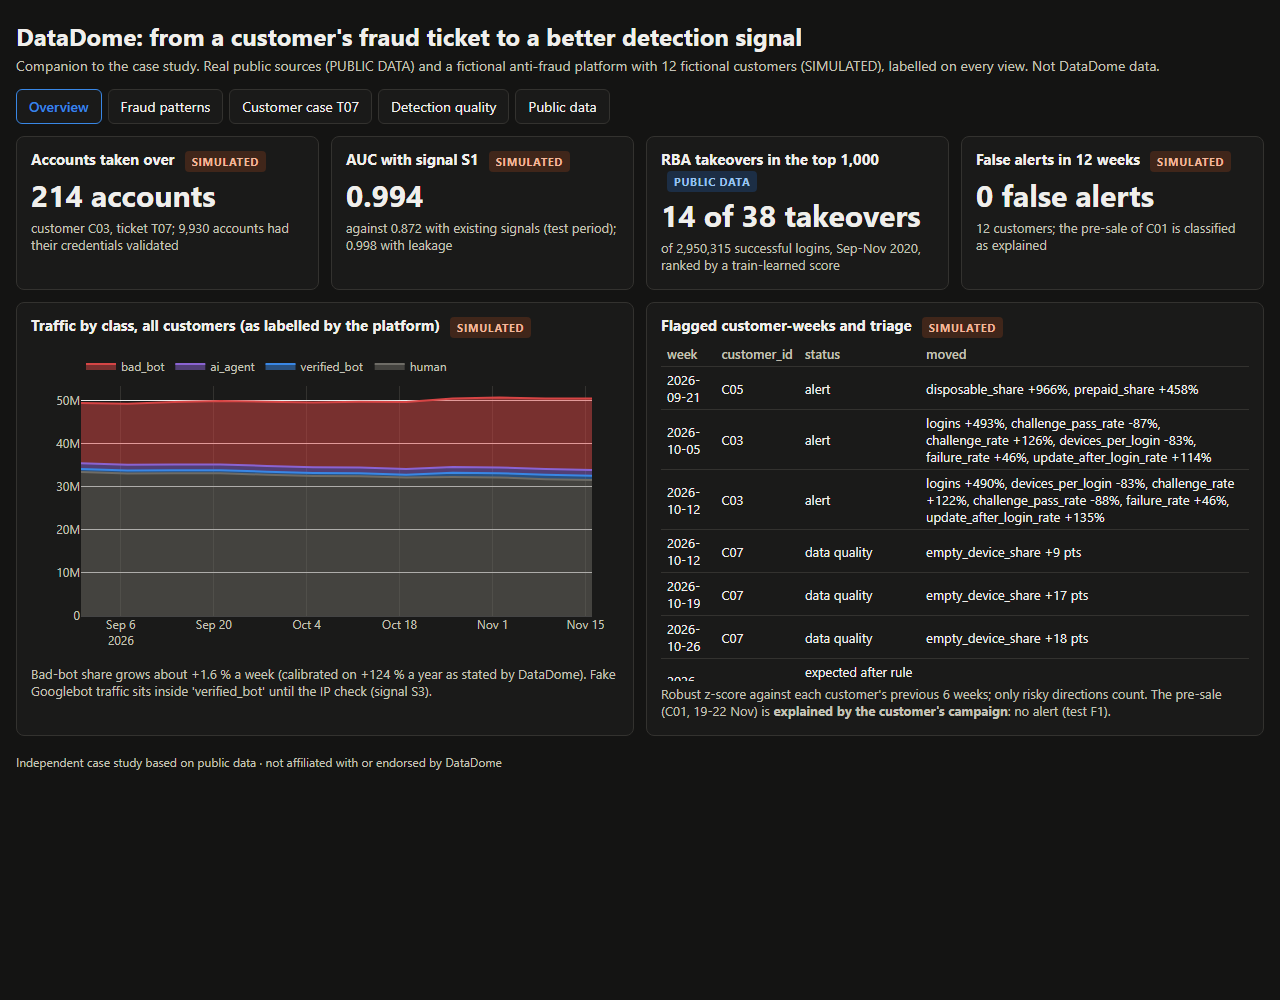 DataDome: from a customer's fraud ticket to a better detection signal
Companion to the case study. Real public sources (PUBLIC DATA) and a fictional anti-fraud platform with 12 fictional customers (SIMULATED), labelled on every view. Not DataDome data.
Overview
Fraud patterns
Customer case T07
Detection quality
Public data
Accounts taken over SIMULATED
214 accounts
customer C03, ticket T07; 9,930 accounts had
their credentials validated
AUC with signal S1 SIMULATED
0.994
against 0.872 with existing signals (test period);
0.998 with leakage
RBA takeovers in the top 1,000
PUBLIC DATA
14 of 38 takeovers
of 2,950,315 successful logins, Sep-Nov 2020,
ranked by a train-learned score
False alerts in 12 weeks SIMULATED
0 false alerts
12 customers; the pre-sale of C01 is classified
as explained
Traffic by class, all customers (as labelled by the platform) SIMULATED
bad_bot ai_agent verified_bot human
50M
40M
30M
20M
10M
0
Sep 6 Sep 20 Oct 4 Oct 18 Nov 1 Nov 15
2026
Bad-bot share grows about +1.6 % a week (calibrated on +124 % a year as stated by DataDome). Fake
Googlebot traffic sits inside 'verified_bot' until the IP check (signal S3).
Flagged customer-weeks and triage SIMULATED
week customer_id status moved
2026-
09-21 C05 alert disposable_share +966%, prepaid_share +458%
2026-
10-05 C03 alert logins +493%, challenge_pass_rate -87%,
challenge_rate +126%, devices_per_login -83%,
failure_rate +46%, update_after_login_rate +114%
2026-
10-12 C03 alert logins +490%, devices_per_login -83%, challenge_rate
+122%, challenge_pass_rate -88%, failure_rate +46%,
update_after_login_rate +135%
2026-
10-12 C07 data quality empty_device_share +9 pts
2026-
10-19 C07 data quality empty_device_share +17 pts
2026-
10-26 C07 data quality empty_device_share +18 pts
expected after rule
2026-
Robust z-score against each customer's previous 6 weeks; only risky directions count. The pre-sale
(C01, 19-22 Nov) is explained by the customer's campaign: no alert (test F1).
Independent case study based on public data · not affiliated with or endorsed by DataDome